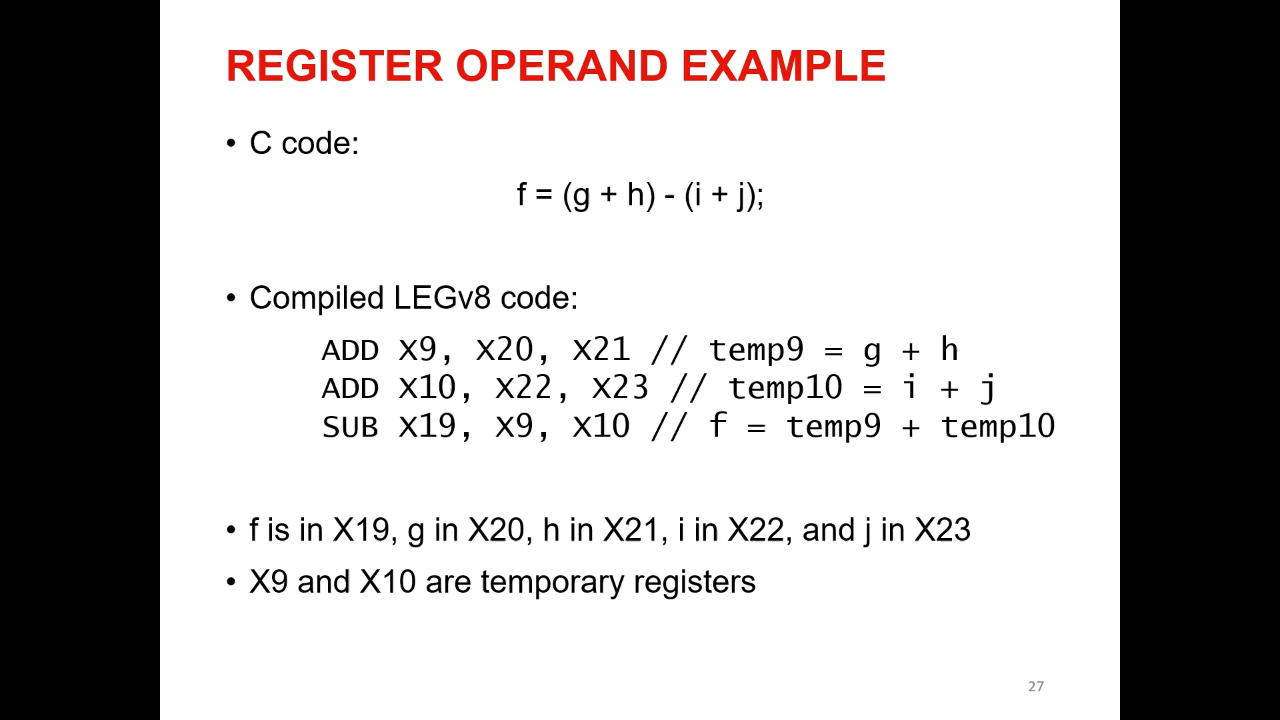 REGISTER OPERAND EXAMPLE
• C code:
f = (g + h) - (i + j);
• Compiled LEGv8 code:
ADD X9, X20, X21 // temp9 = g + h
ADD X10, X22, X23 // temp10 = i + j
SUB X19, X9, X10 // f = temp9 + temp10
• f is in X19, g in X20, h in X21, i in X22, and j in X23
• X9 and X10 are temporary registers
27